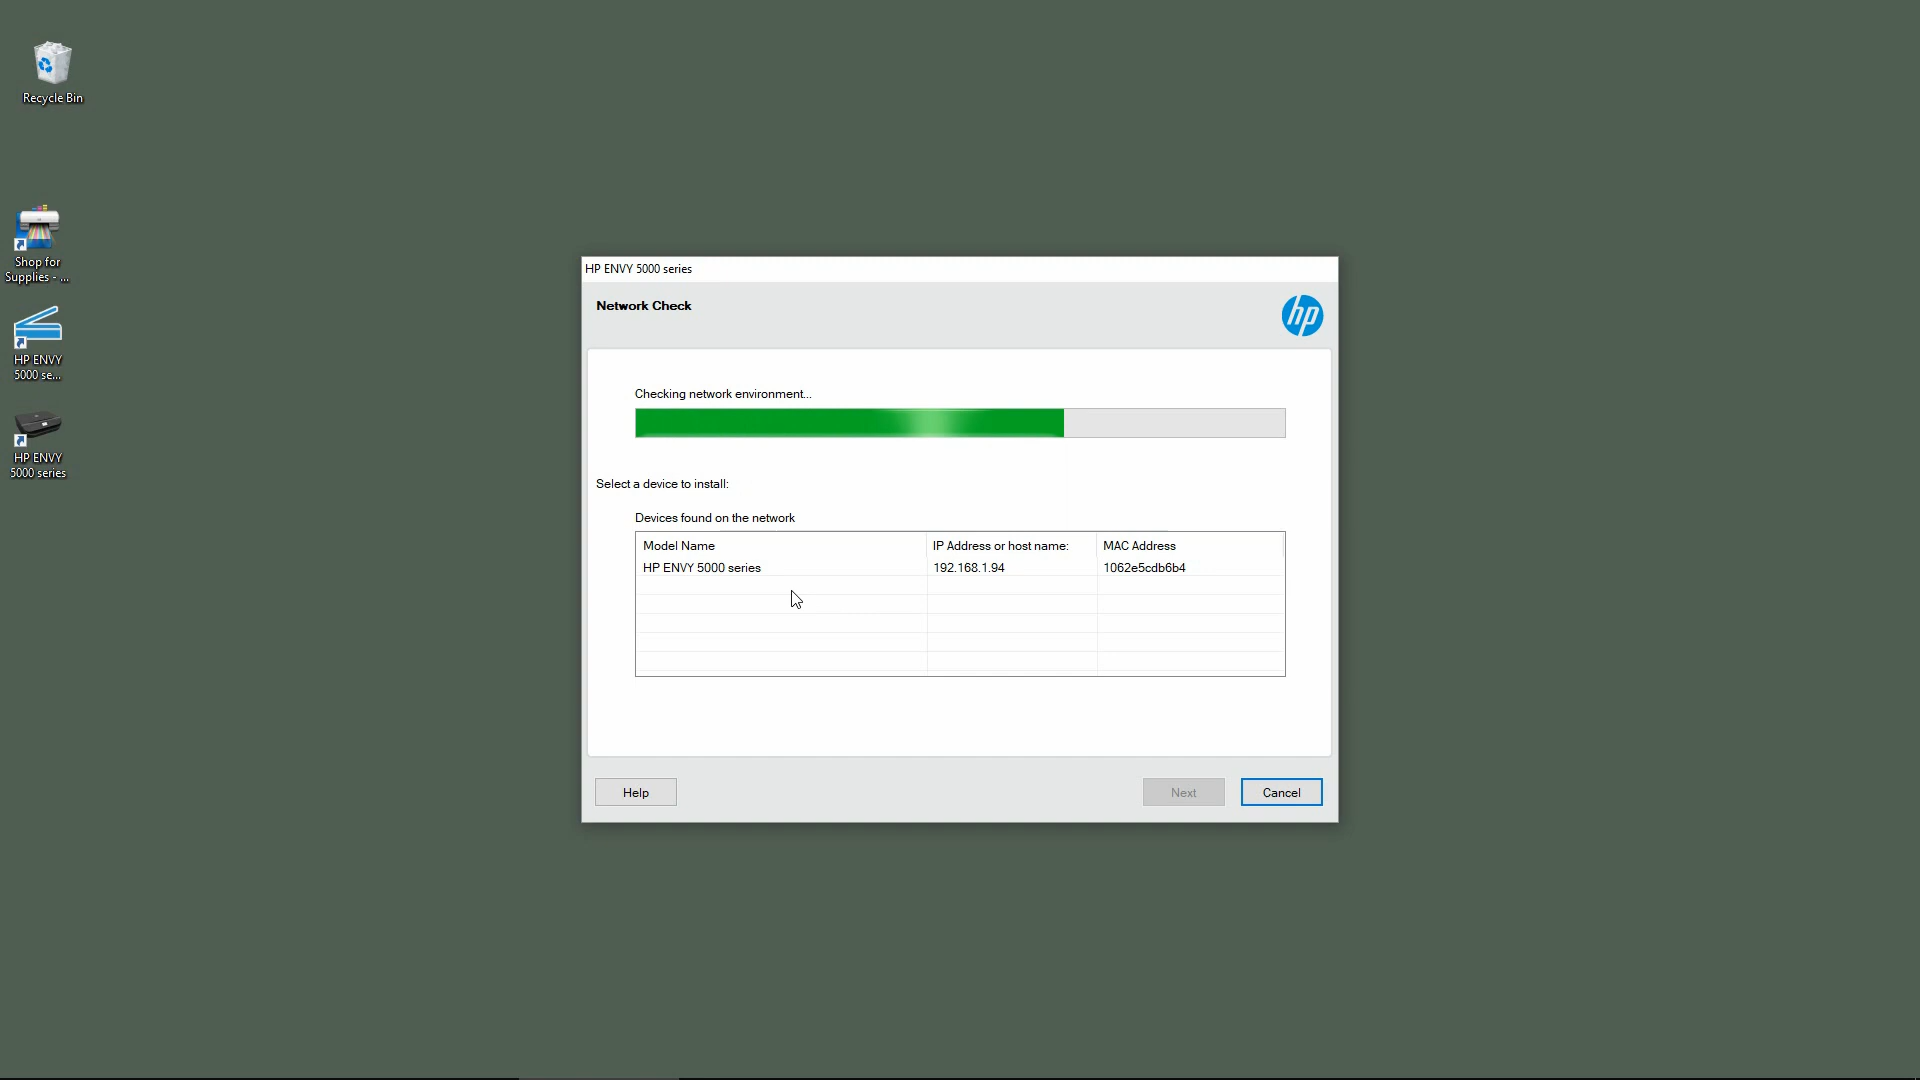 Recycle Bin
Shop for
Supplies - ...
HP ENVY
5000 se...
HP ENVY
5000 series
HP ENVY 5000 series
Network Check
hp
Checking network environment...
Select a device to install:
Devices found on the network
Model Name IP Address or host name: MAC Address
HP ENVY 5000 series 192.168.1.94 1062e5cdb6b4
Help Next Cancel